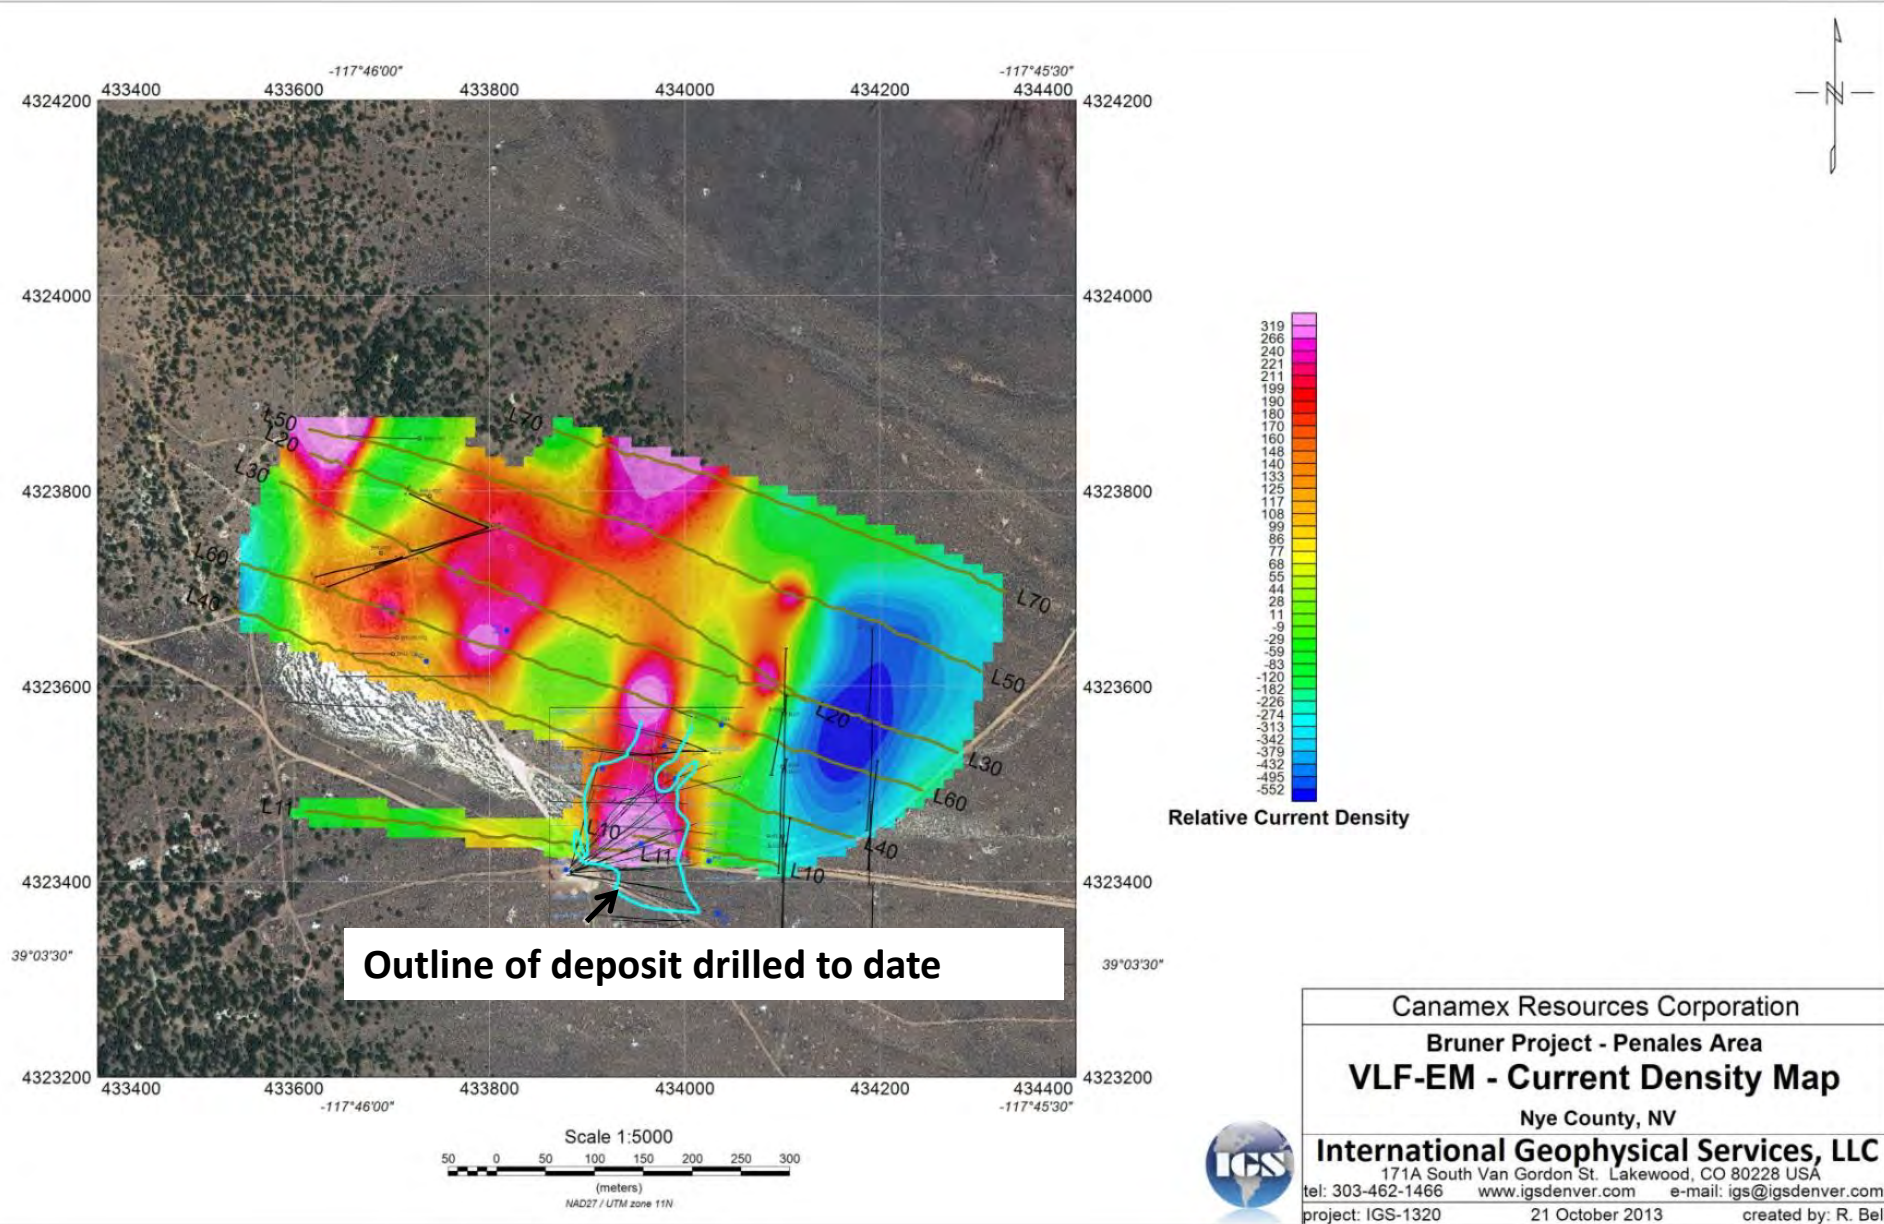 -117°46'00"
-117°45'30"
433400 433600 433800 434000 434200 434400
4324200 4324200
4324000 4324000
4323800 4323800
4323600 4323600
4323400 4323400
4323200 4323200
39°03'30" 39°03'30"
L50
L20
L30
L60
L40
L70
L11
L10
L11
L10
L20
L70
L50
L30
L60
L40
Outline of deposit drilled to date
433400 433600 433800 434000 434200 434400
-117°46'00"
-117°45'30"
Scale 1:5000
50 0 50 100 150 200 250 300
(meters)
NAD27 / UTM zone 11N
N
319
266
240
221
211
199
190
180
170
160
148
140
133
125
117
108
99
86
77
68
55
44
28
11
-9
-29
-59
-83
-120
-182
-226
-274
-313
-342
-379
-432
-495
-552
Relative Current Density
Canamex Resources Corporation
Bruner Project - Penales Area
VLF-EM - Current Density Map
Nye County, NV
IGS
International Geophysical Services, LLC
171A South Van Gordon St. Lakewood, CO 80228 USA
tel: 303-462-1466 www.igsdenver.com e-mail: igs@igsdenver.com
project: IGS-1320 21 October 2013 created by: R. Bel